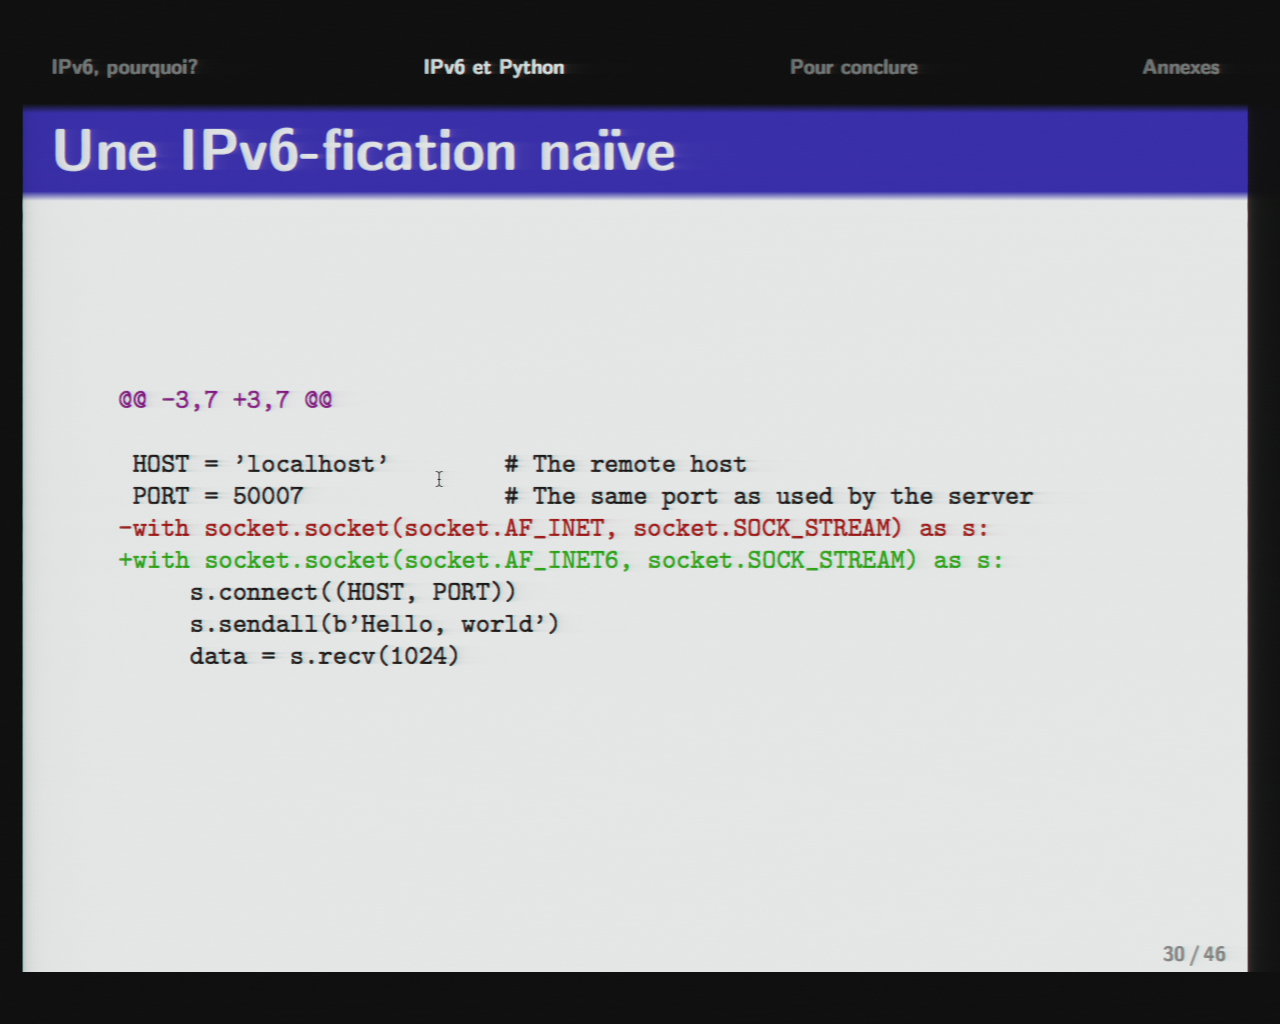 IPv6, pourquoi? IPv6 et Python Pour conclure Annexes
Une IPv6-fication naïve
@@ -3,7 +3,7 @@
HOST = 'localhost' # The remote host
PORT = 50007 # The same port as used by the server
-with socket.socket(socket.AF_INET, socket.SOCK_STREAM) as s:
+with socket.socket(socket.AF_INET6, socket.SOCK_STREAM) as s:
s.connect((HOST, PORT))
s.sendall(b'Hello, world')
data = s.recv(1024)
30 / 46